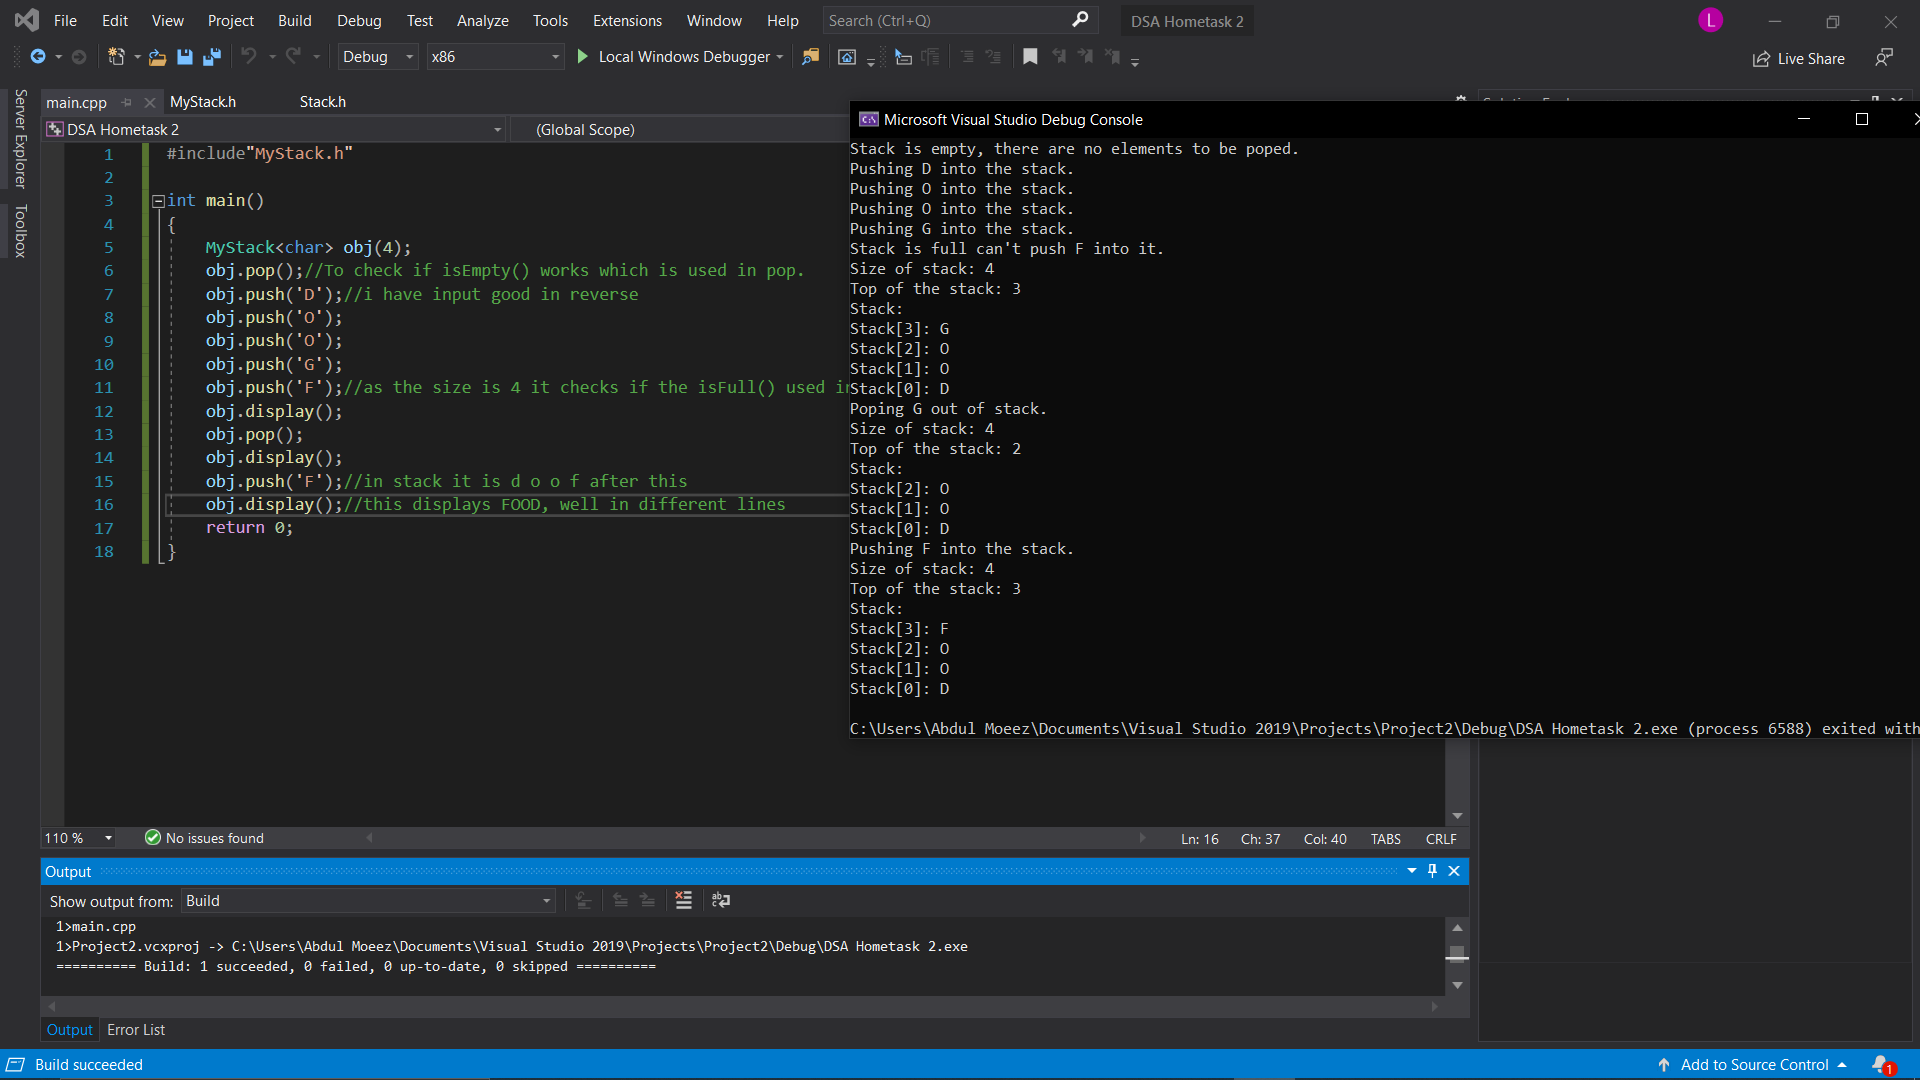 File Edit View Project Build Debug Test Analyze Tools Extensions Window Help Search (Ctrl+Q) DSA Hometask 2 L
Debug x86 Local Windows Debugger Live Share
Server Explorer
Toolbox
main.cpp MyStack.h Stack.h
DSA Hometask 2 (Global Scope)
1 #include"MyStack.h"
2
3 int main()
4 {
5 MyStack<char> obj(4);
6 obj.pop();//To check if isEmpty() works which is used in pop.
7 obj.push('D');//i have input good in reverse
8 obj.push('O');
9 obj.push('O');
10 obj.push('G');
11 obj.push('F');//as the size is 4 it checks if the isFull() used in
12 obj.display();
13 obj.pop();
14 obj.display();
15 obj.push('F');//in stack it is d o o f after this
16 obj.display();//this displays FOOD, well in different lines
17 return 0;
18 }
Microsoft Visual Studio Debug Console
Stack is empty, there are no elements to be poped.
Pushing D into the stack.
Pushing O into the stack.
Pushing O into the stack.
Pushing G into the stack.
Stack is full can't push F into it.
Size of stack: 4
Top of the stack: 3
Stack:
Stack[3]: G
Stack[2]: O
Stack[1]: O
Stack[0]: D
Poping G out of stack.
Size of stack: 4
Top of the stack: 2
Stack:
Stack[2]: O
Stack[1]: O
Stack[0]: D
Pushing F into the stack.
Size of stack: 4
Top of the stack: 3
Stack:
Stack[3]: F
Stack[2]: O
Stack[1]: O
Stack[0]: D
C:\Users\Abdul Moeez\Documents\Visual Studio 2019\Projects\Project2\Debug\DSA Hometask 2.exe (process 6588) exited with
110 % No issues found Ln: 16 Ch: 37 Col: 40 TABS CRLF
Output
Show output from: Build
1>main.cpp
1>Project2.vcxproj -> C:\Users\Abdul Moeez\Documents\Visual Studio 2019\Projects\Project2\Debug\DSA Hometask 2.exe
========== Build: 1 succeeded, 0 failed, 0 up-to-date, 0 skipped ==========
Output Error List
Build succeeded Add to Source Control 1